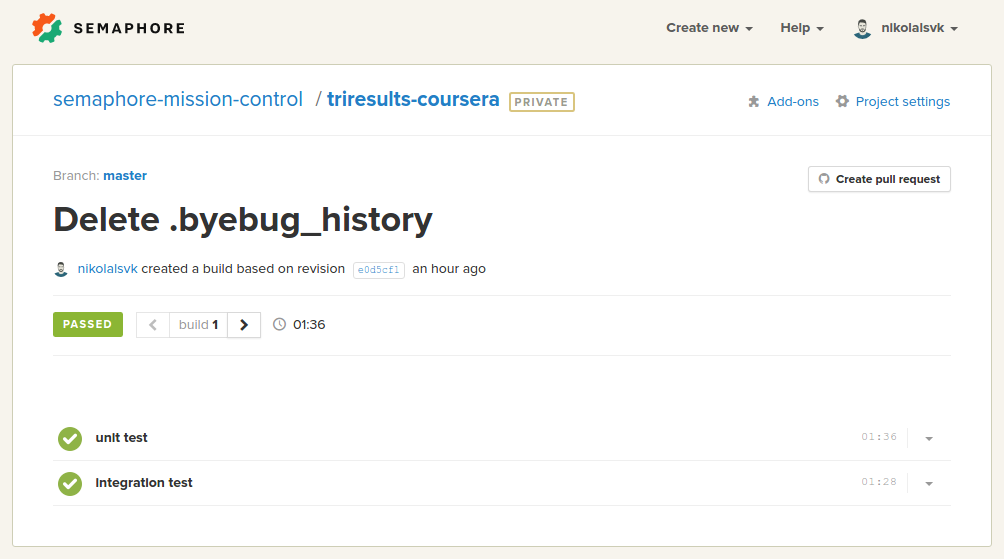 SEMAPHORE
Create new
Help
nikolalsvk
semaphore-mission-control / triresults-coursera PRIVATE
Add-ons
Project settings
Branch: master
Create pull request
Delete .byebug_history
nikolalsvk created a build based on revision e0d5cf1 an hour ago
PASSED
build 1
01:36
unit test
01:36
integration test
01:28